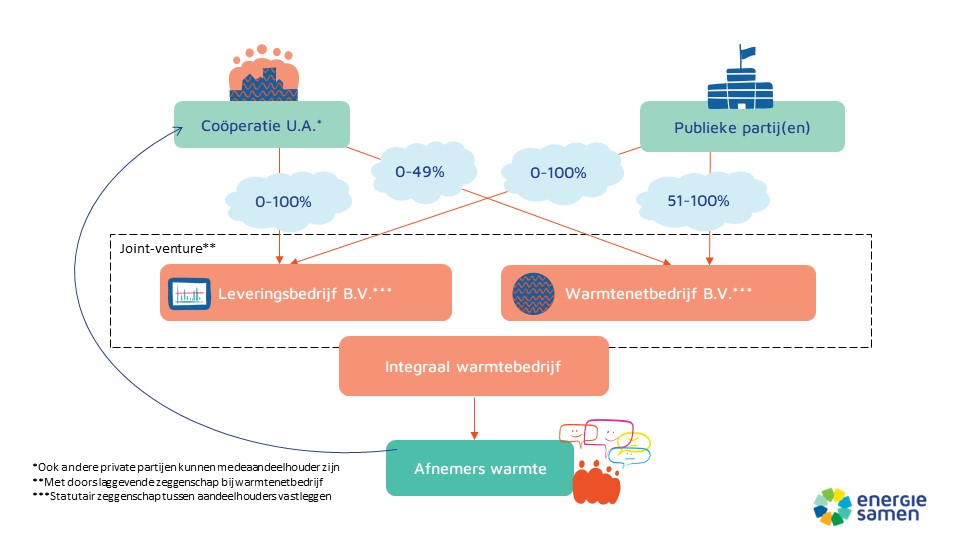 Coöperatie U.A.*
Publieke partij(en)
0-49%
0-100%
0-100%
51-100%
Joint-venture**
Leveringsbedrijf B.V.***
Warmtenetbedrijf B.V.***
Integraal warmtebedrijf
Afnemers warmte
*Ook andere private partijen kunnen medeaandeelhouder zijn
**Met doorslaggevende zeggenschap bij warmtenetbedrijf
***Statutair zeggenschap tussen aandeelhouders vastleggen
energie
samen